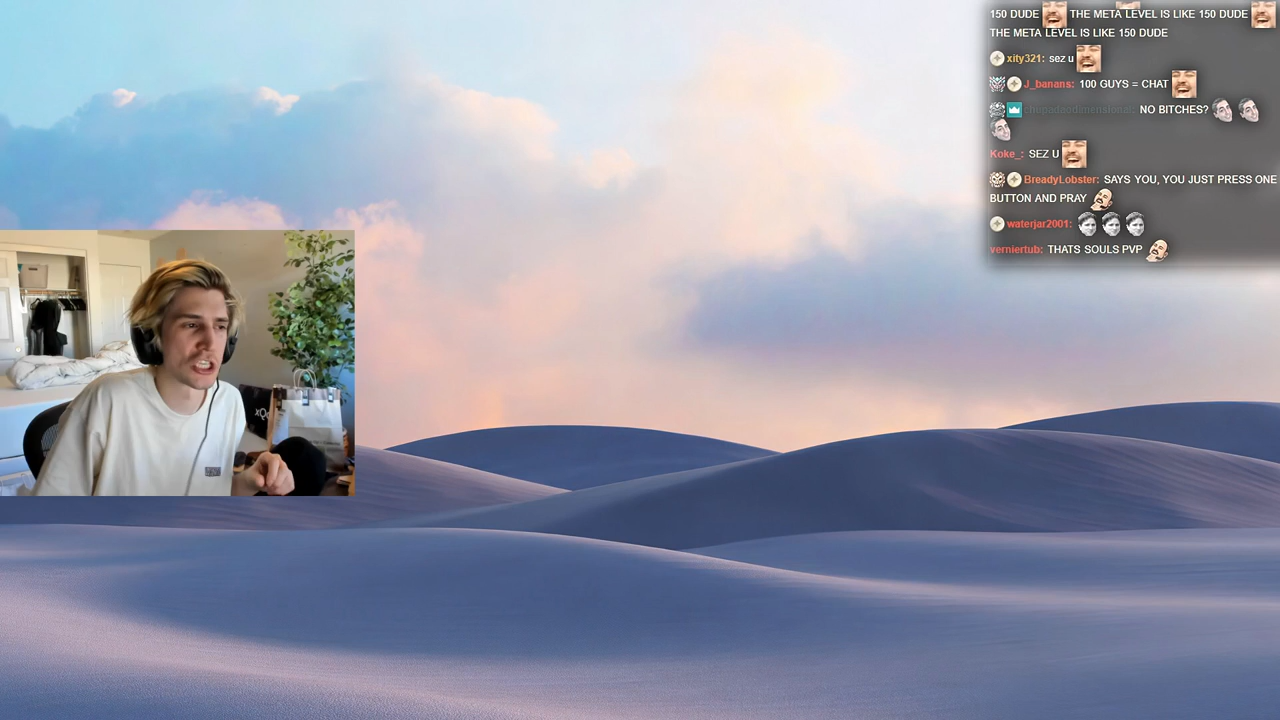 150 DUDE THE META LEVEL IS LIKE 150 DUDE
THE META LEVEL IS LIKE 150 DUDE
xity321: sez u
J_banans: 100 GUYS = CHAT
NO BITCHES?
Koke_: SEZ U
BreadyLobster: SAYS YOU, YOU JUST PRESS ONE
BUTTON AND PRAY
waterjar2001:
verniertub: THATS SOULS PVP